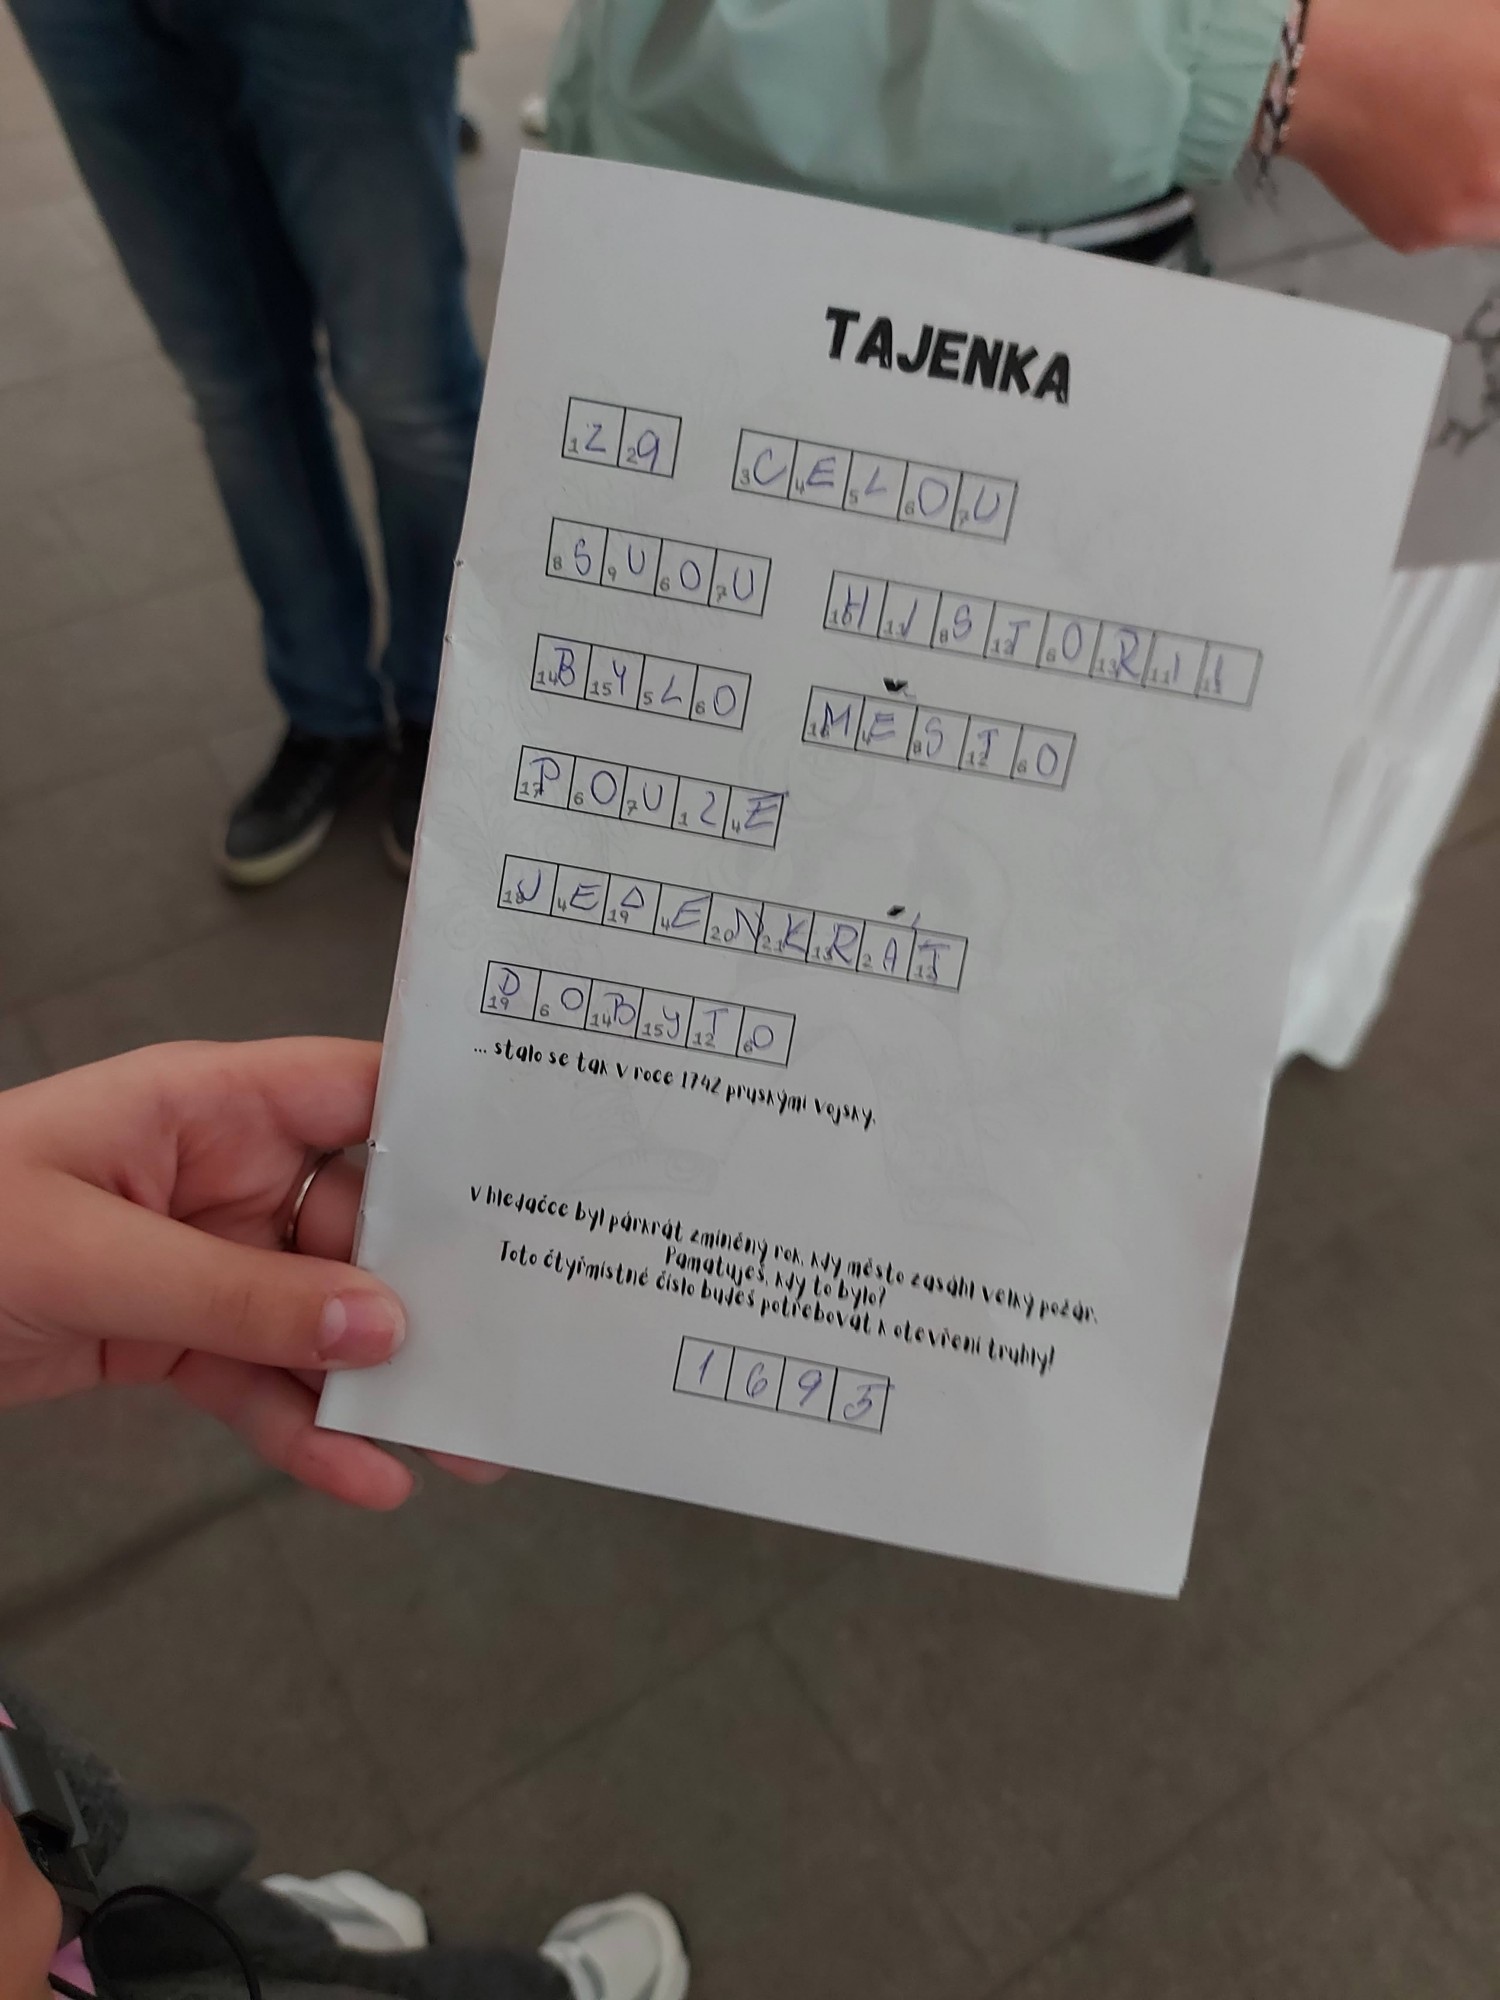 TAJENKA
Za CELOU
SVOU HISTORII
BYLO MĚSTO
POUZE
JEDENKRÁT
DOBYTO
... stalo se tak v roce 1742 pruskými vojsky.
V hledačce byl párkrát zmíněný rok, kdy město zasáhl velký požár.
Pamatuješ, kdy to bylo?
Toto čtyřmístné číslo budeš potřebovat k otevření truhly!
1695